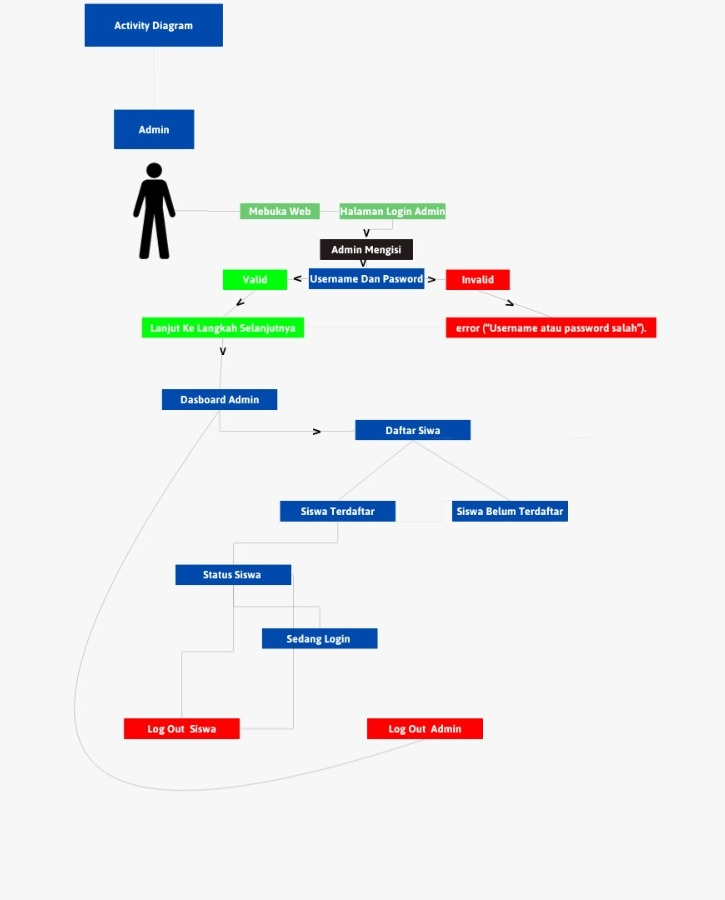 Activity Diagram
Admin
Mebuka Web
Halaman Login Admin
Admin Mengisi
Valid
Username Dan Pasword
Invalid
Lanjut Ke Langkah Selanjutnya
error (“Username atau password salah”).
Dasboard Admin
Daftar Siwa
Siswa Terdaftar
Siswa Belum Terdaftar
Status Siswa
Sedang Login
Log Out Siswa
Log Out Admin